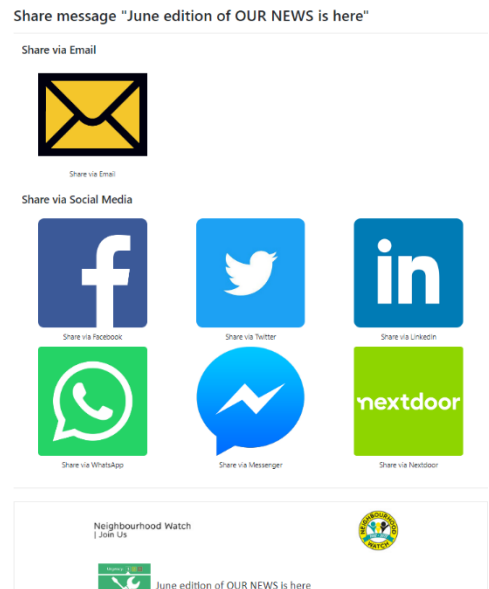 Share message "June edition of OUR NEWS is here"
Share via Email
Share via Email
Share via Social Media
Share via Facebook
Share via Twitter
Share via LinkedIn
Share via WhatsApp
Share via Messenger
nextdoor
Share via Nextdoor
Neighbourhood Watch
| Join Us
NEIGHBOURHOOD
WATCH
June edition of OUR NEWS is here